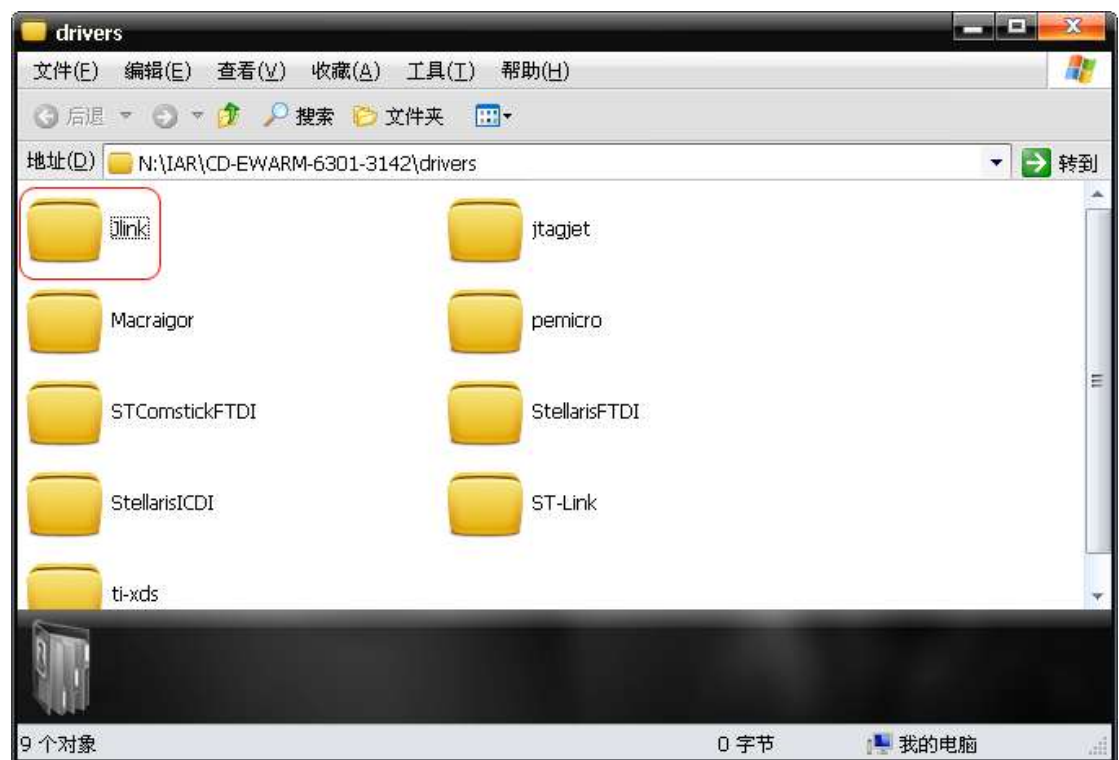 drivers
文件(F) 编辑(E) 查看(V) 收藏(A) 工具(T) 帮助(H)
后退 搜索 文件夹
地址(D) N:\IAR\CD-EWARM-6301-3142\drivers 转到
Jlink jtagjet
Macraigor pemicro
STComstickFTDI StellarisFTDI
StellarisICDI ST-Link
ti-xds
9 个对象 0 字节 我的电脑